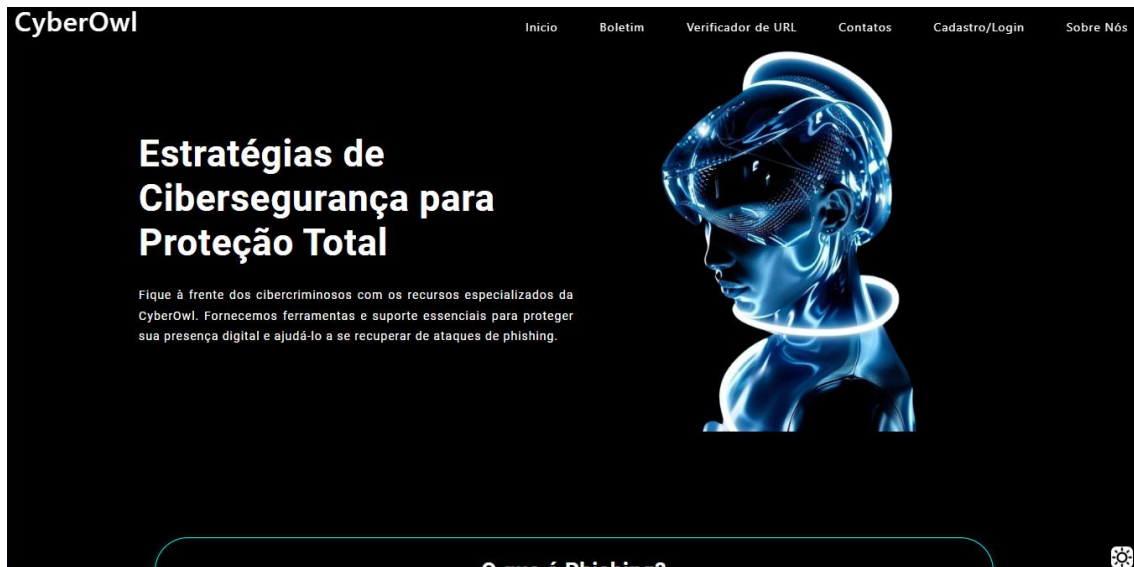 CyberOwl
Inicio Boletim Verificador de URL Contatos Cadastro/Login Sobre Nós
Estratégias de
Cibersegurança para
Proteção Total
Fique à frente dos cibercriminosos com os recursos especializados da
CyberOwl. Fornecemos ferramentas e suporte essenciais para proteger
sua presença digital e ajudá-lo a se recuperar de ataques de phishing.
O que é Phishing?